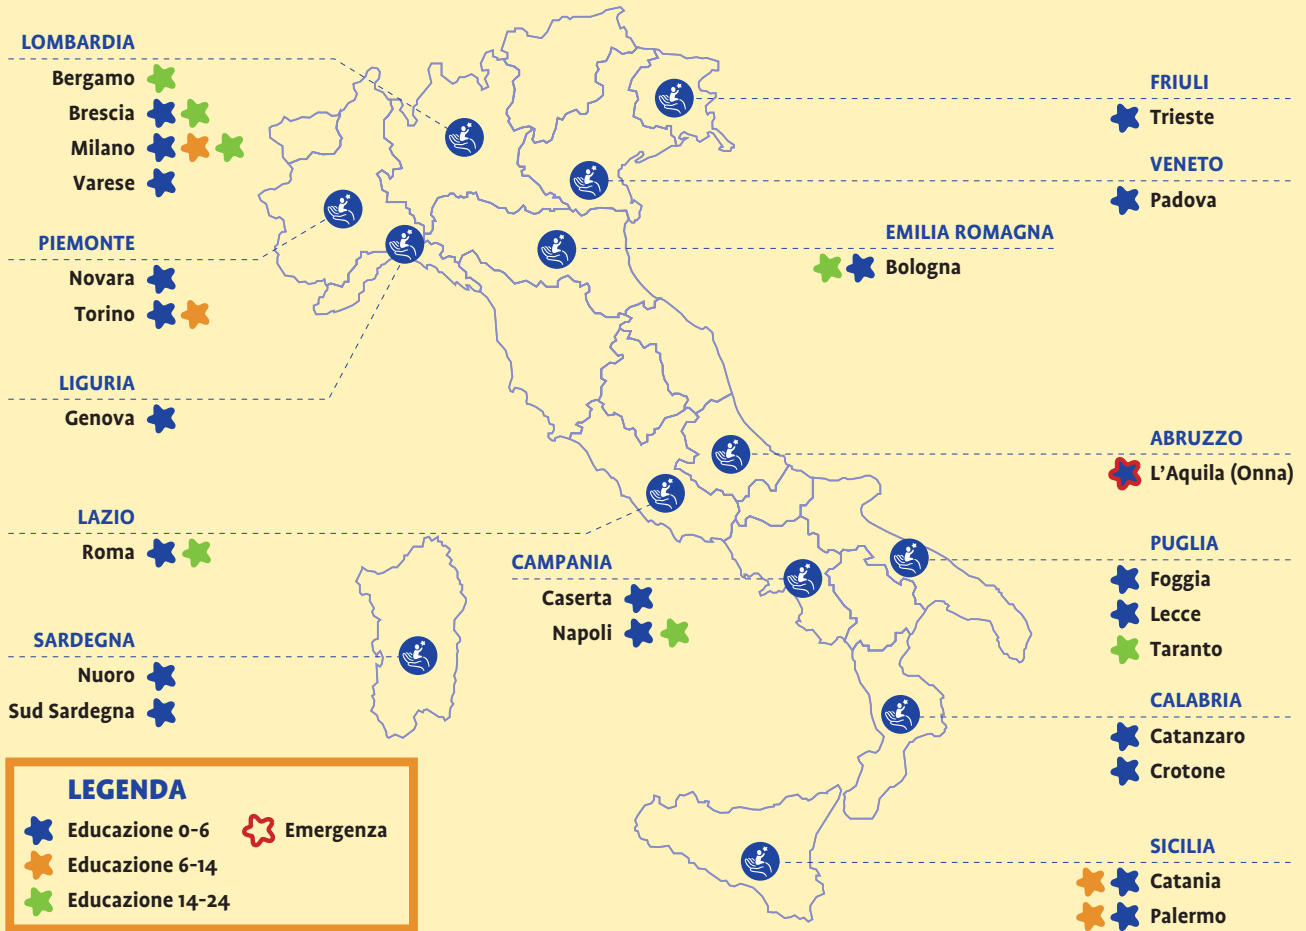 LOMBARDIA
Bergamo
Brescia
Milano
Varese
PIEMONTE
Novara
Torino
LIGURIA
Genova
LAZIO
Roma
SARDEGNA
Nuoro
Sud Sardegna
CAMPANIA
Caserta
Napoli
FRIULI
Trieste
VENETO
Padova
EMILIA ROMAGNA
Bologna
ABRUZZO
L'Aquila (Onna)
PUGLIA
Foggia
Lecce
Taranto
CALABRIA
Catanzaro
Crotone
SICILIA
Catania
Palermo
LEGENDA
Educazione 0-6
Emergenza
Educazione 6-14
Educazione 14-24